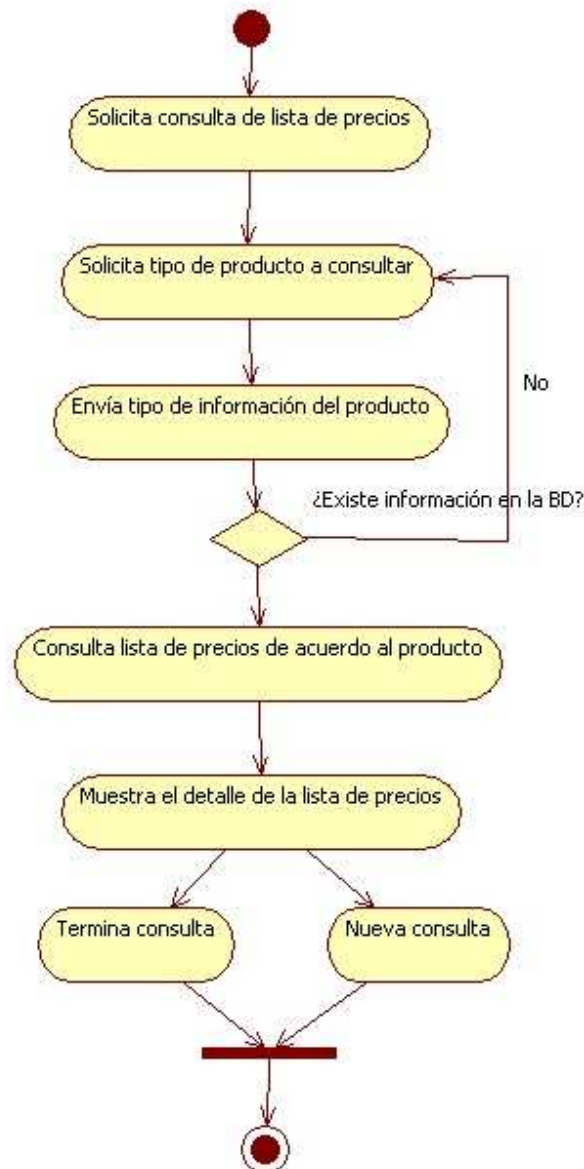 Solicita consulta de lista de precios
Solicita tipo de producto a consultar
No
Envía tipo de información del producto
¿Existe información en la BD?
Consulta lista de precios de acuerdo al producto
Muestra el detalle de la lista de precios
Termina consulta
Nueva consulta